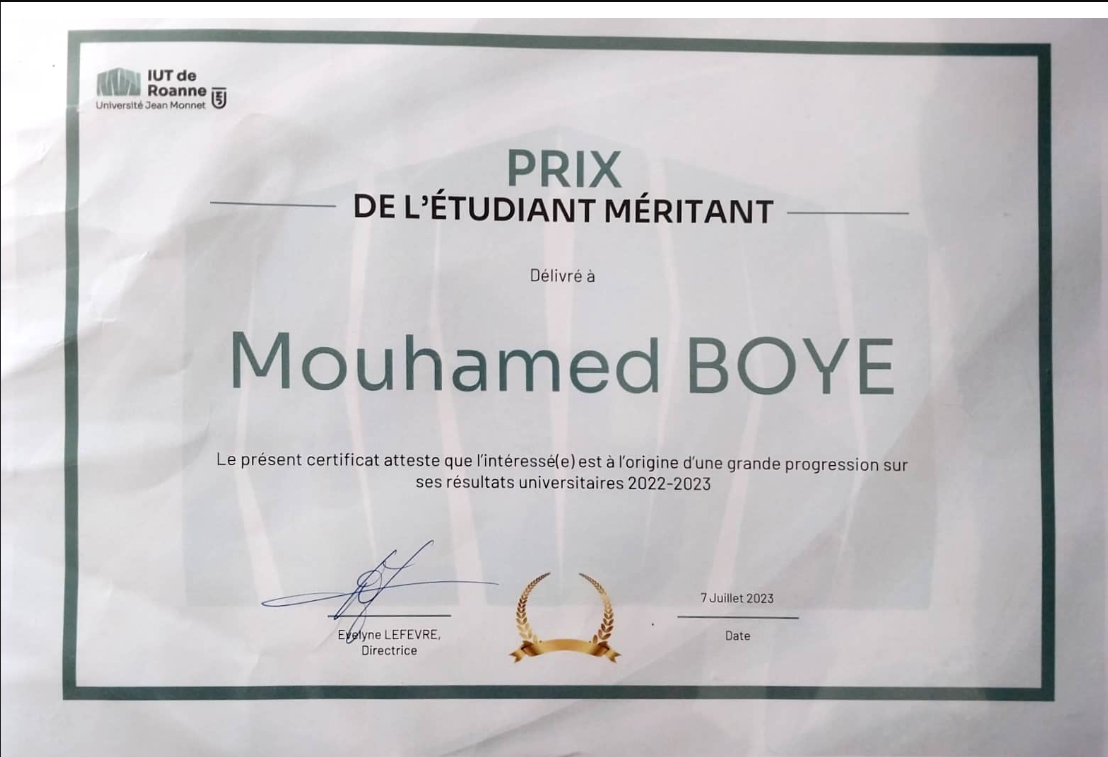 IUT de
Roanne
Université Jean Monnet
PRIX
DE L'ÉTUDIANT MÉRITANT
Délivré à
Mouhamed BOYE
Le présent certificat atteste que l'intéressé(e) est à l'origine d'une grande progression sur
ses résultats universitaires 2022-2023
7 Juillet 2023
Evelyne LEFEVRE,
Directrice
Date